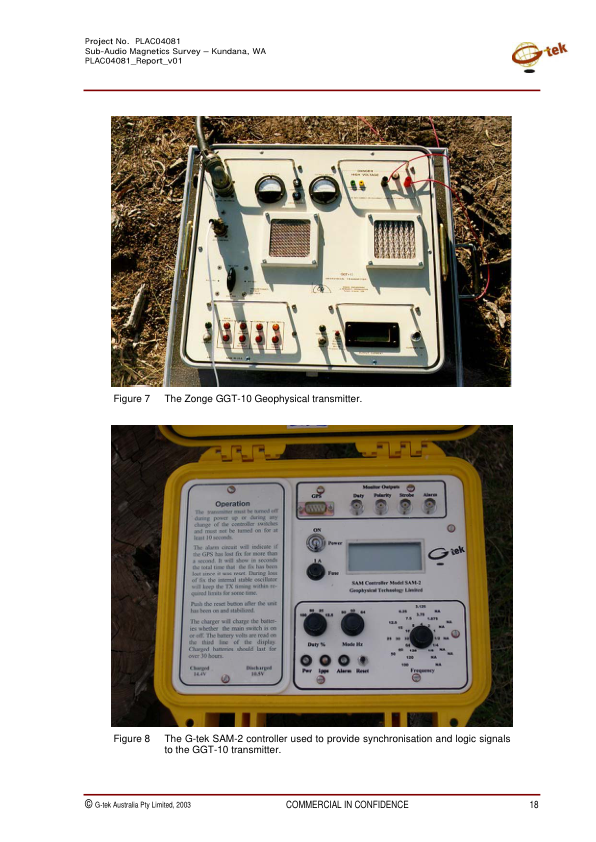 Project No. PLAC04081
Sub-Audio Magnetics Survey – Kundana, WA
PLAC04081_Report_v01
G-tek
DANGER
HIGH VOLTAGE
Figure 7 The Zonge GGT-10 Geophysical transmitter.
Operation
The transmitter must be turned off
during power up or during any
change of the controller switches
and must not be turned on for at
least 10 seconds.
The alarm circuit will indicate if
the GPS has lost fix for more than
a second. It will show in seconds
the total time that the fix has been
lost since it was reset. During loss
of fix the internal stable oscillator
will keep the TX timing within re-
quired limits for some time.
Push the reset button after the unit
has been on and stabilized.
The charger will charge the batter-
ies whether the main switch is on
or off. The battery volts are read on
the third line of the display.
Charged batteries should last for
over 30 hours.
Charged Discharged
10.5V
Monitor Outputs
GPS Duty Polarity Strobe Alarm
ON
Power
1 A
Fuse
G-tek
SAM Controller Model SAM-2
Geophysical Technology Limited
Duty % Mode Hz
Pwr 1pps Alarm Reset
Frequency
Figure 8 The G-tek SAM-2 controller used to provide synchronisation and logic signals
to the GGT-10 transmitter.
© G-tek Australia Pty Limited, 2003 COMMERCIAL IN CONFIDENCE 18